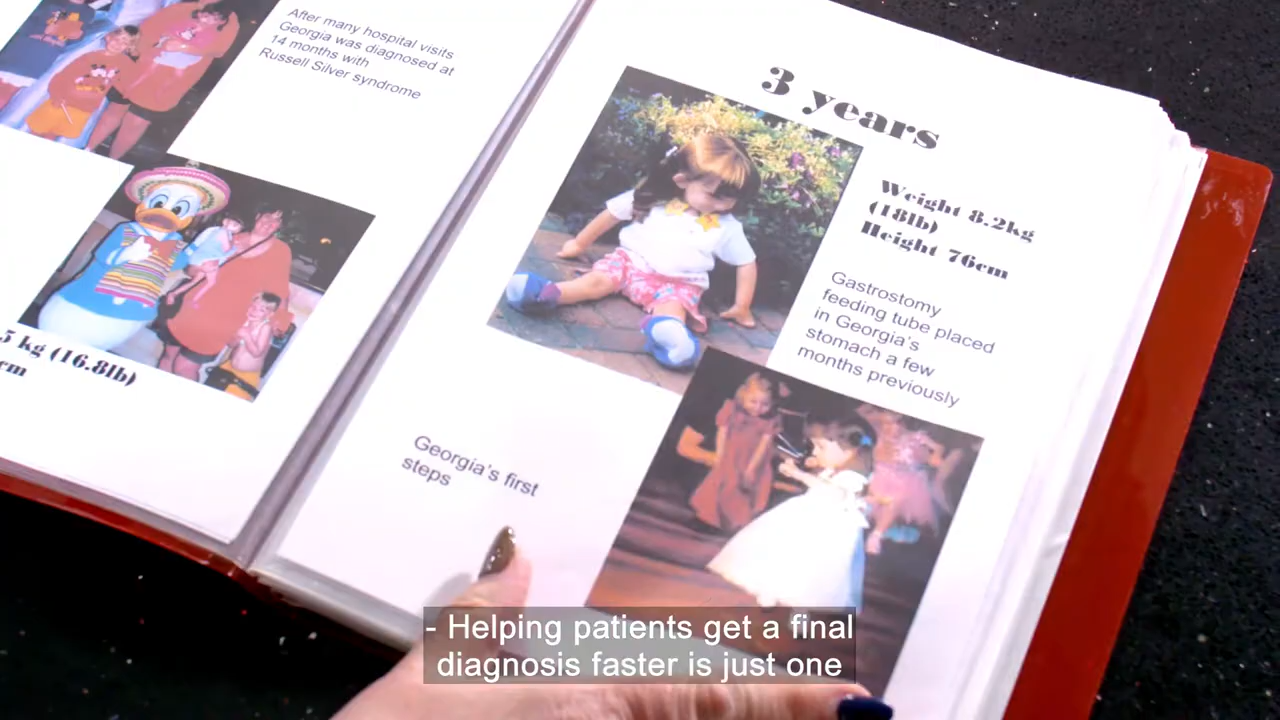 After many hospital visits
Georgia was diagnosed at
14 months with
Russell Silver syndrome
5 kg (16.8lb)
cm
3 years
Weight 8.2kg
(18lb)
Height 76cm
Gastrostomy
feeding tube placed
in Georgia's
stomach a few
months previously
Georgia's first
steps
- Helping patients get a final
diagnosis faster is just one